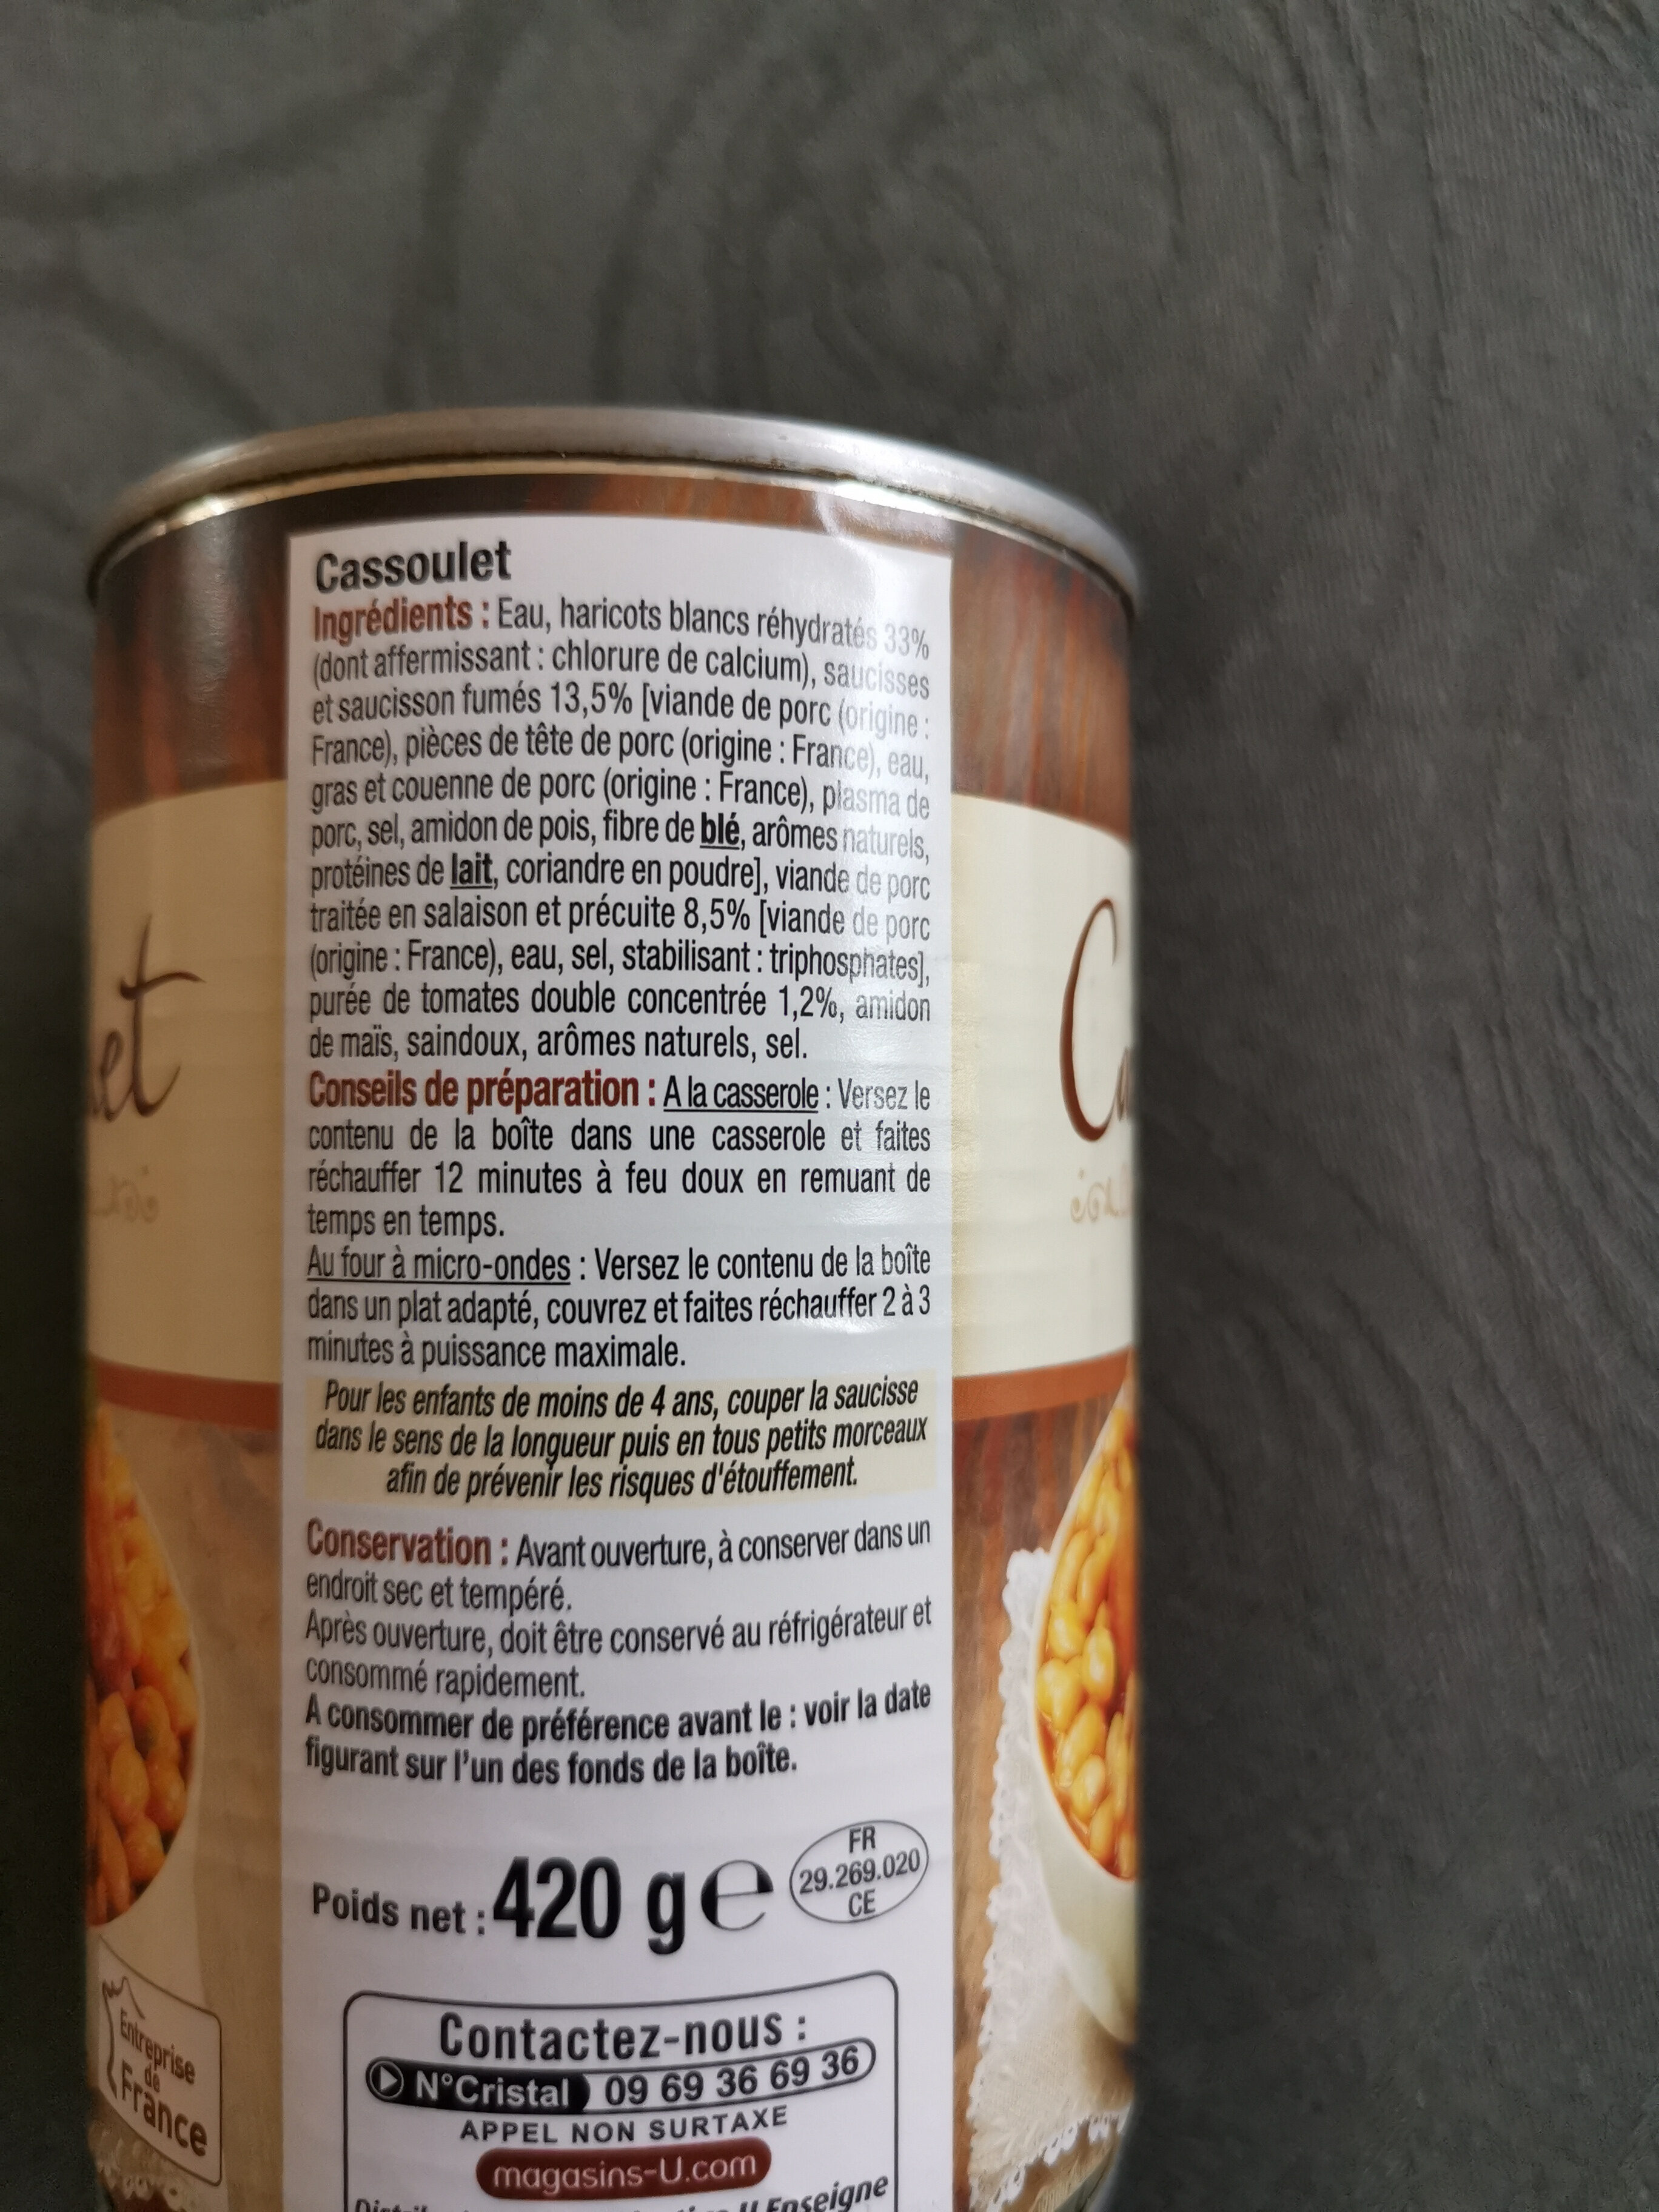 Cassoulet
Ingrédients : Eau, haricots blancs réhydratés 33%
(dont affermissant : chlorure de calcium), saucisses
et saucisson fumés 13,5% [viande de porc (origine :
France), pièces de tête de porc (origine : France), eau,
gras et couenne de porc (origine : France), plasma de
porc, sel, amidon de pois, fibre de blé, arômes naturels,
protéines de lait, coriandre en poudre], viande de porc
traitée en salaison et précuite 8,5% [viande de porc
(origine : France), eau, sel, stabilisant : triphosphates],
purée de tomates double concentrée 1,2%, amidon
de maïs, saindoux, arômes naturels, sel.
Conseils de préparation : A la casserole : Versez le
contenu de la boîte dans une casserole et faites
réchauffer 12 minutes à feu doux en remuant de
temps en temps.
Au four à micro-ondes : Versez le contenu de la boîte
dans un plat adapté, couvrez et faites réchauffer 2 à 3
minutes à puissance maximale.
Pour les enfants de moins de 4 ans, couper la saucisse
dans le sens de la longueur puis en tous petits morceaux
afin de prévenir les risques d'étouffement.
Conservation : Avant ouverture, à conserver dans un
endroit sec et tempéré.
Après ouverture, doit être conservé au réfrigérateur et
consommé rapidement.
A consommer de préférence avant le : voir la date
figurant sur l'un des fonds de la boîte.
Poids net : 420 g e
FR
29.269.020
CE
Contactez-nous :
N°Cristal 09 69 36 69 36
APPEL NON SURTAXE
magasins-U.com
U Enseigne
et
Entreprise
de
France